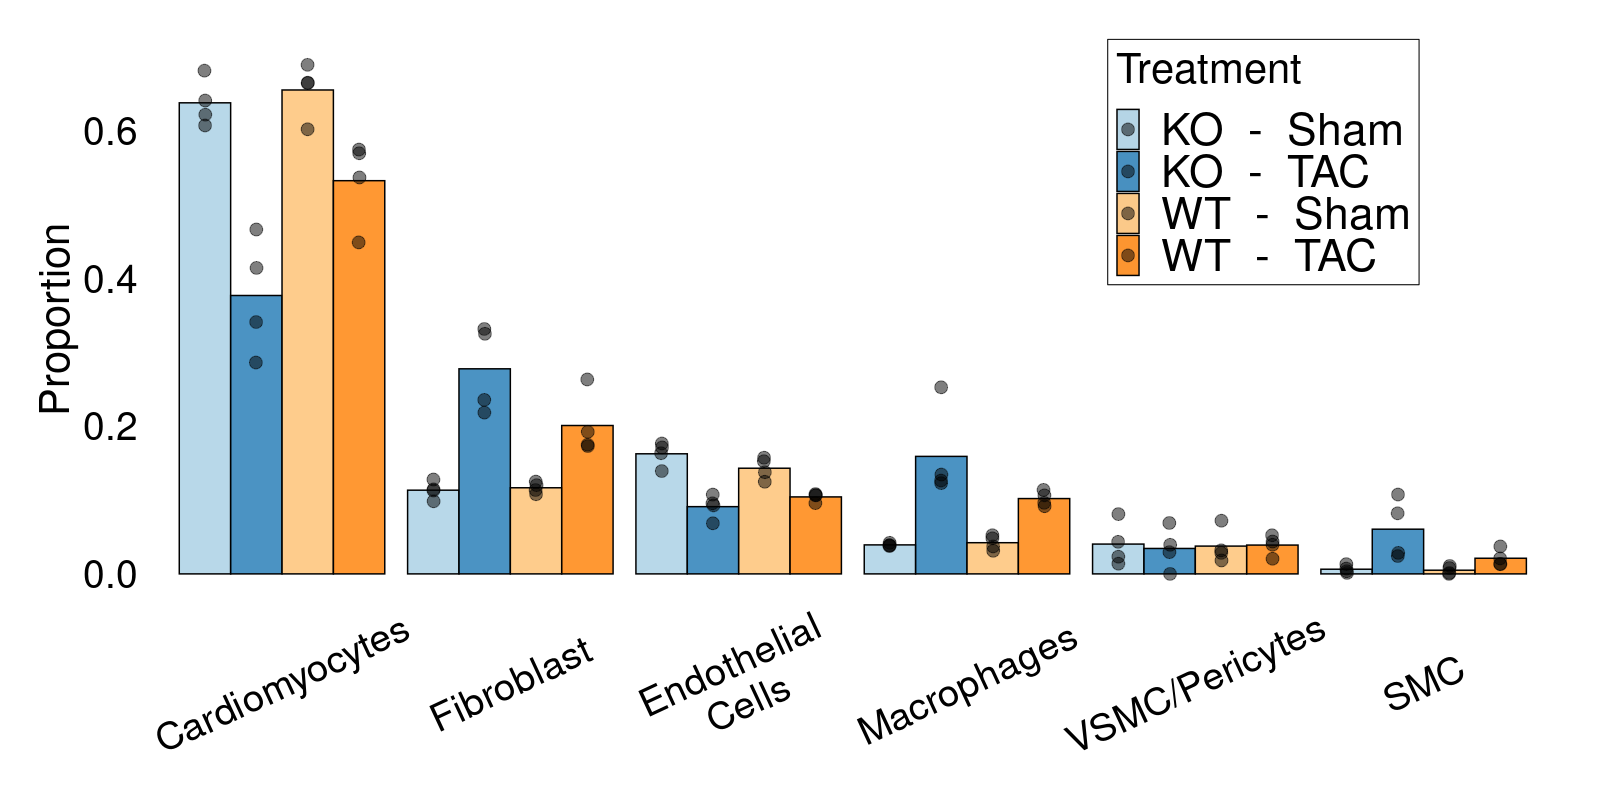 Treatment
KO - Sham
KO - TAC
WT - Sham
WT - TAC
Proportion
0.6
0.4
0.2
0.0
Cardiomyocytes
Fibroblast
Endothelial
Cells
Macrophages
VSMC/Pericytes
SMC